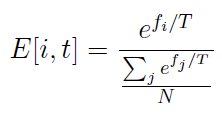 E[i, t] = \frac{e^{f_i/T}}{\frac{\sum_j e^{f_j/T}}{N}}